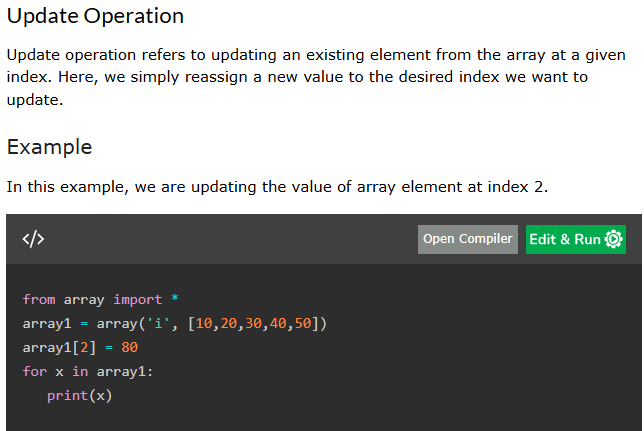 Update Operation
Update operation refers to updating an existing element from the array at a given
index. Here, we simply reassign a new value to the desired index we want to
update.
Example
In this example, we are updating the value of array element at index 2.
</> Open Compiler Edit & Run
from array import *
array1 = array('i', [10,20,30,40,50])
array1[2] = 80
for x in array1:
   print(x)